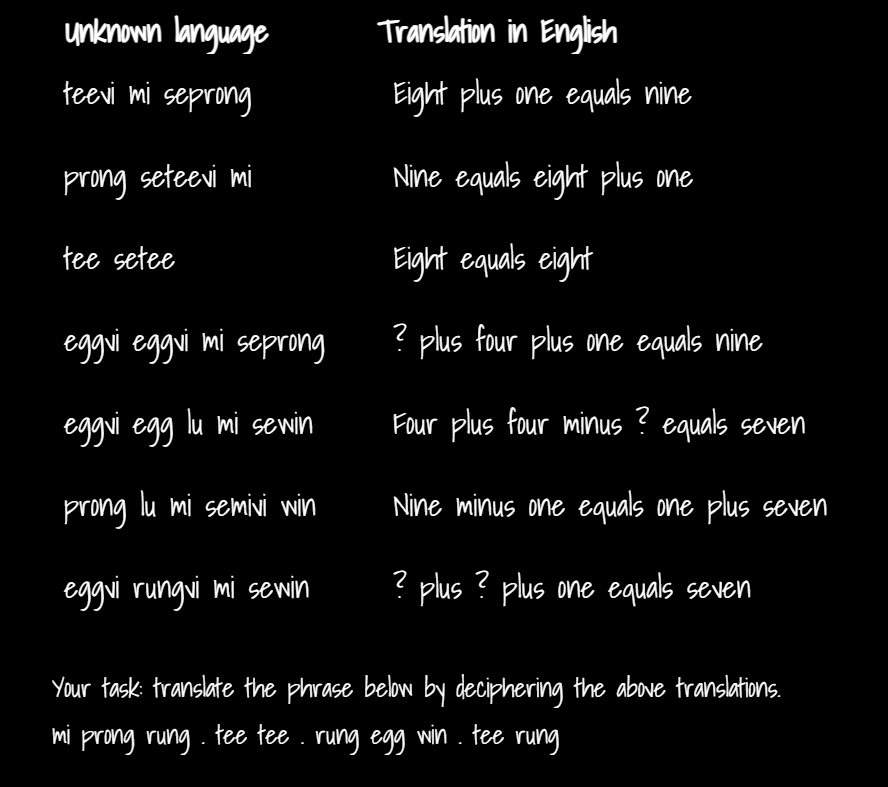 Unknown language Translation in English
teevi mi seprong Eight plus one equals nine
prong seteevi mi Nine equals eight plus one
tee setee Eight equals eight
eggvi eggvi mi seprong ? plus four plus one equals nine
eggvi egg lu mi sewin Four plus four minus ? equals seven
prong lu mi semivi win Nine minus one equals one plus seven
eggvi rungvi mi sewin ? plus ? plus one equals seven
Your task: translate the phrase below by deciphering the above translations.
mi prong rung . tee tee . rung egg win . tee rung